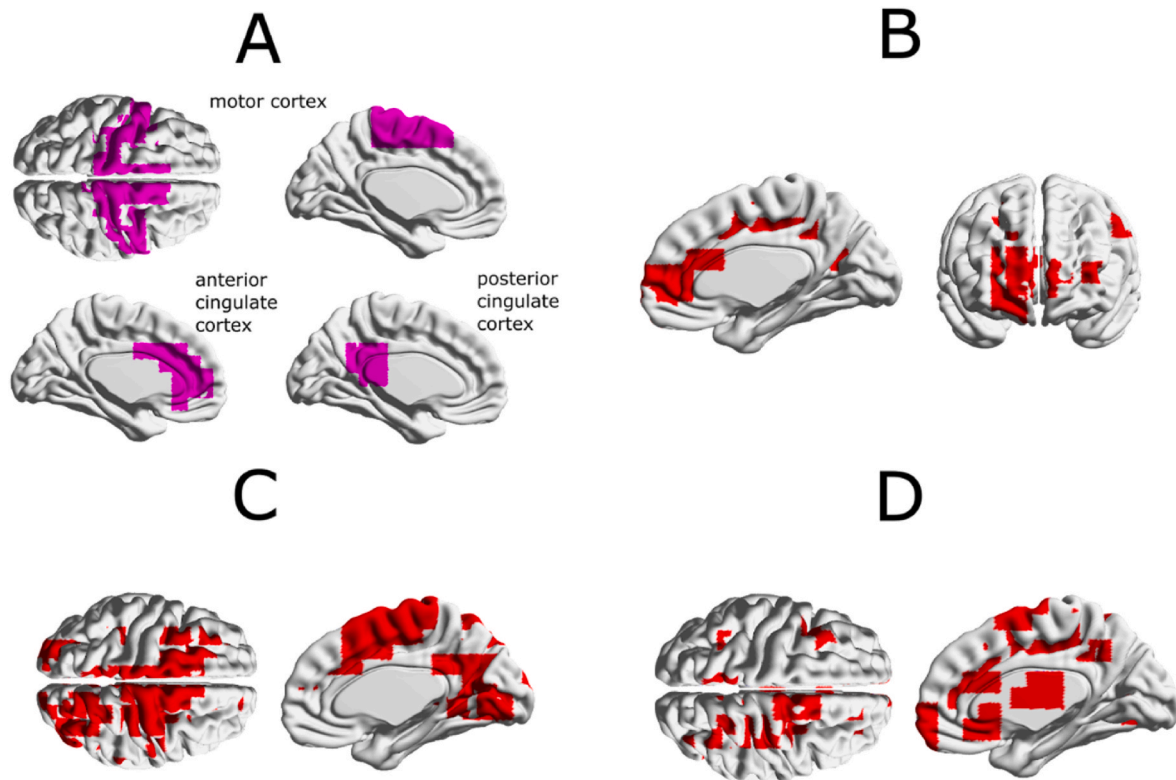 A
B
motor cortex
anterior
cingulate
cortex
posterior
cingulate
cortex
C
D